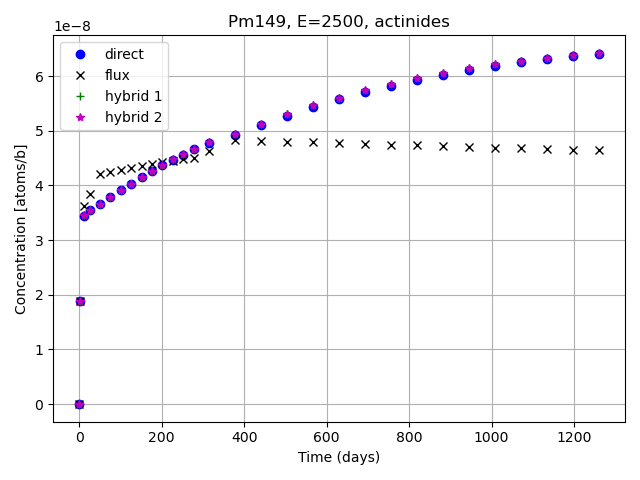 Pm149, E=2500, actinides
1e−8
direct
flux
hybrid 1
hybrid 2
6
5
4
3
2
1
0
Concentration [atoms/b]
0 200 400 600 800 1000 1200
Time (days)